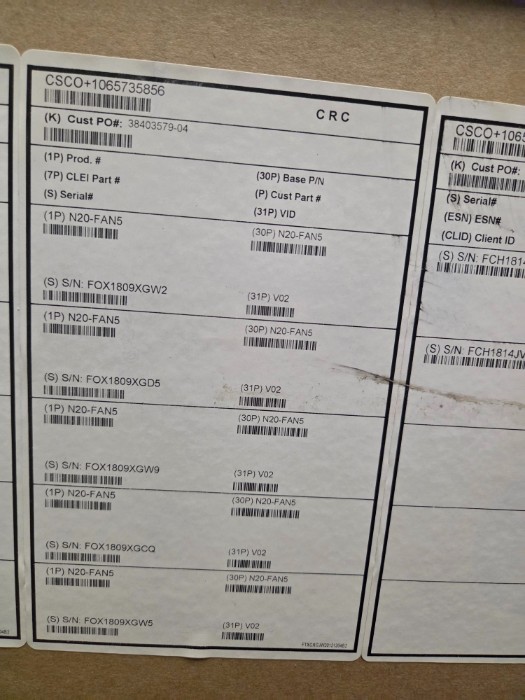 CSCO+1065735856
CRC
(K) Cust PO#: 38403579-04
(1P) Prod. #
(7P) CLEI Part #
(S) Serial#
(30P) Base P/N
(P) Cust Part #
(31P) VID
(1P) N20-FAN5
(30P) N20-FAN5
(S) S/N: FOX1809XGW2
(31P) V02
(1P) N20-FAN5
(30P) N20-FAN5
(S) S/N: FOX1809XGD5
(31P) V02
(1P) N20-FAN5
(30P) N20-FAN5
(S) S/N: FOX1809XGW9
(31P) V02
(1P) N20-FAN5
(30P) N20-FAN5
(S) S/N: FOX1809XGCQ
(31P) V02
(1P) N20-FAN5
(30P) N20-FAN5
(S) S/N: FOX1809XGW5
(31P) V02
CSCO+1065
(K) Cust PO#:
(S) Serial#
(ESN) ESN#
(CLID) Client ID
(S) S/N: FCH1814
(S) S/N: FCH1814JV